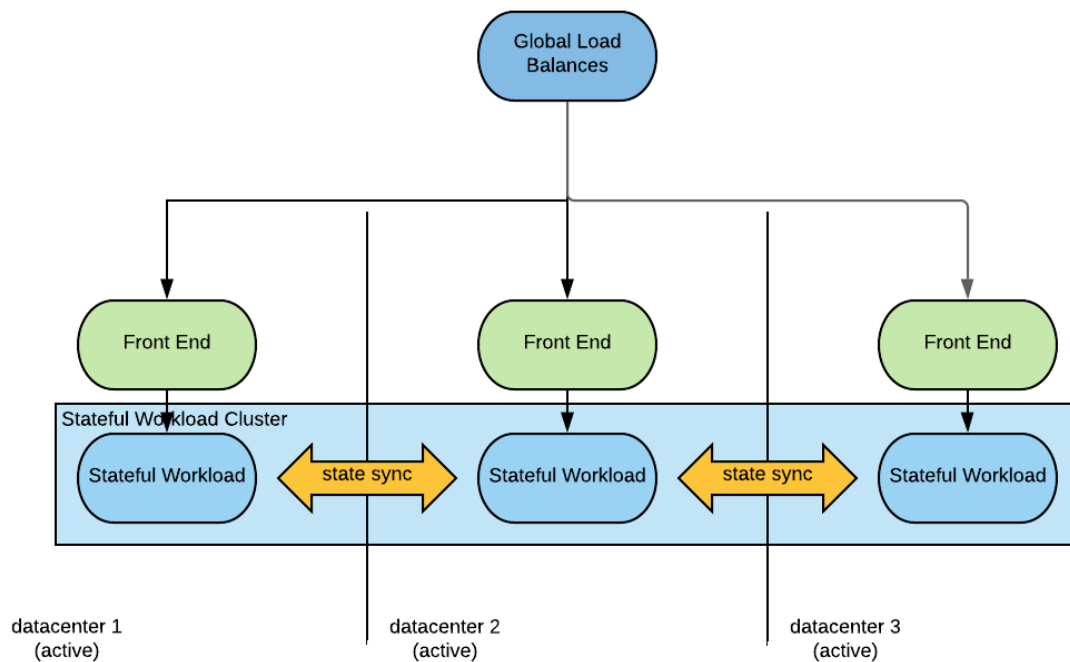 Global Load
Balances
Front End
Front End
Front End
Stateful Workload Cluster
Stateful Workload
state sync
Stateful Workload
state sync
Stateful Workload
datacenter 1
(active)
datacenter 2
(active)
datacenter 3
(active)